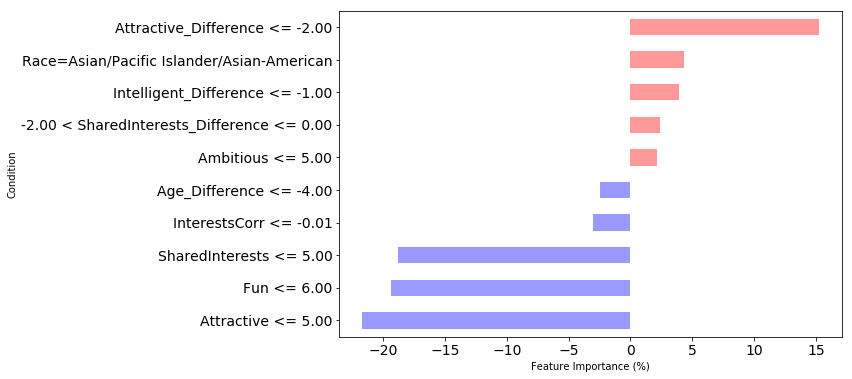 Attractive_Difference <= -2.00
Race=Asian/Pacific Islander/Asian-American
Intelligent_Difference <= -1.00
-2.00 < SharedInterests_Difference <= 0.00
Ambitious <= 5.00
Age_Difference <= -4.00
InterestsCorr <= -0.01
SharedInterests <= 5.00
Fun <= 6.00
Attractive <= 5.00
Condition
−20 −15 −10 −5 0 5 10 15
Feature Importance (%)